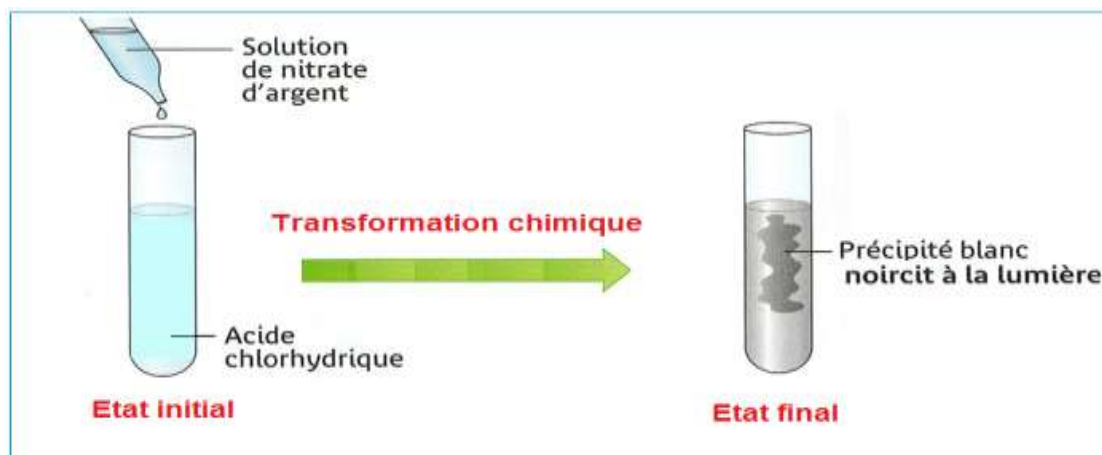 Solution
de nitrate
d'argent
Transformation chimique
Précipité blanc
noircit à la lumière
Acide
chlorhydrique
Etat initial
Etat final